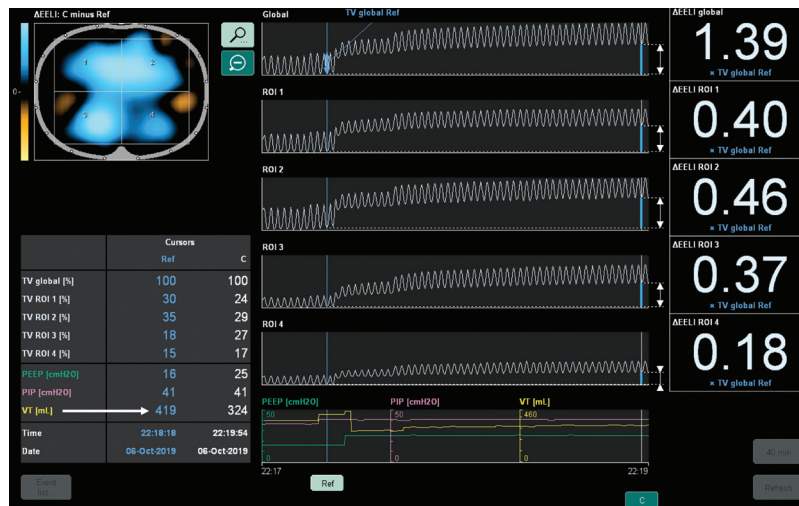 ΔEELI: C minus Ref
0-
1
2
3
4
Global
TV global Ref
ROI 1
ROI 2
ROI 3
ROI 4
ΔEELI global
1.39
× TV global Ref
ΔEELI ROI 1
0.40
× TV global Ref
ΔEELI ROI 2
0.46
× TV global Ref
ΔEELI ROI 3
0.37
× TV global Ref
ΔEELI ROI 4
0.18
× TV global Ref
Cursors
Ref C
TV global [%] 100 100
TV ROI 1 [%] 30 24
TV ROI 2 [%] 35 29
TV ROI 3 [%] 18 27
TV ROI 4 [%] 15 17
PEEP [cmH2O] 16 25
PIP [cmH2O] 41 41
VT [mL] 419 324
Time 22:18:18 22:19:54
Date 06-Oct-2019 06-Oct-2019
PEEP [cmH2O] PIP [cmH2O] VT [mL]
50 50 460
0 0 0
22:17 22:19
Ref
C
Event
list
40 min
Refresh